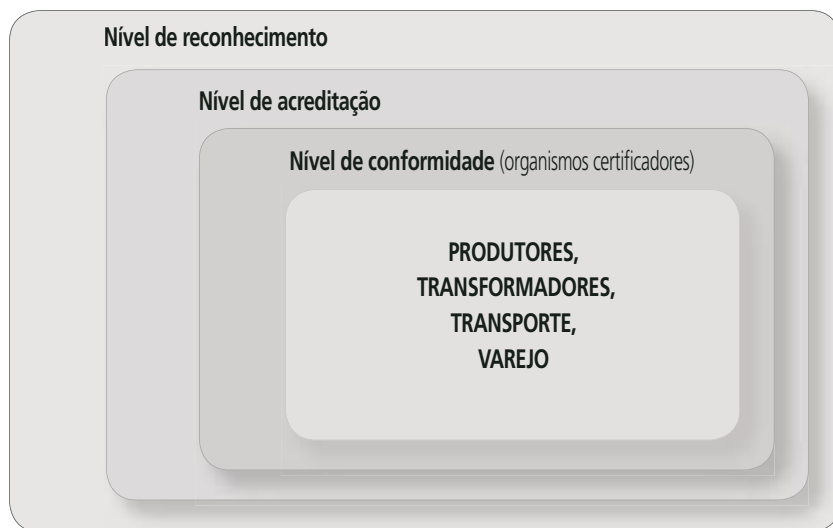 Nível de reconhecimento
Nível de acreditação
Nível de conformidade (organismos certificadores)
PRODUTORES,
TRANSFORMADORES,
TRANSPORTE,
VAREJO